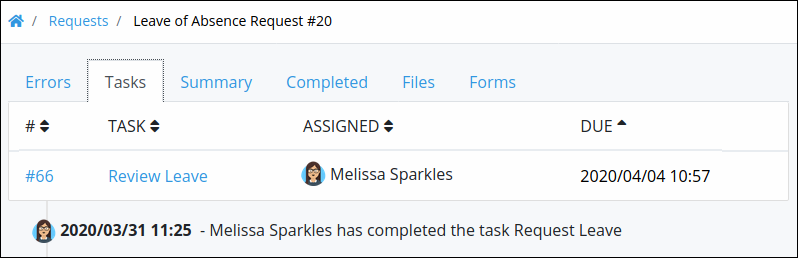 / Requests / Leave of Absence Request #20
Errors Tasks Summary Completed Files Forms
# TASK ASSIGNED DUE
#66 Review Leave Melissa Sparkles 2020/04/04 10:57
2020/03/31 11:25 - Melissa Sparkles has completed the task Request Leave